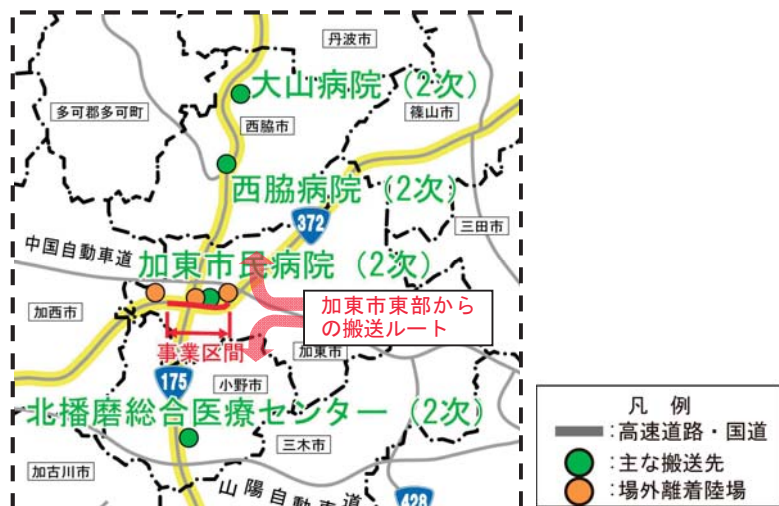 丹波市
大山病院（2次）
多可郡多可町
篠山市
西脇市
西脇病院（2次）
372
三田市
中国自動車道
加東市民病院（2次）
加東市東部から
の搬送ルート
加西市
事業区間
加東市
175
小野市
北播磨総合医療センター（2次）
三木市
加古川市
山陽自動車道
428
凡 例
：高速道路・国道
：主な搬送先
：場外離着陸場